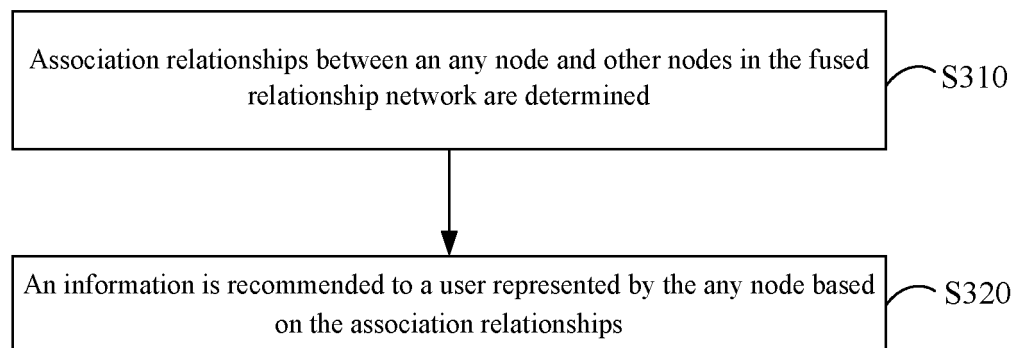 Association relationships between an any node and other nodes in the fused
relationship network are determined
S310
An information is recommended to a user represented by the any node based
on the association relationships
S320